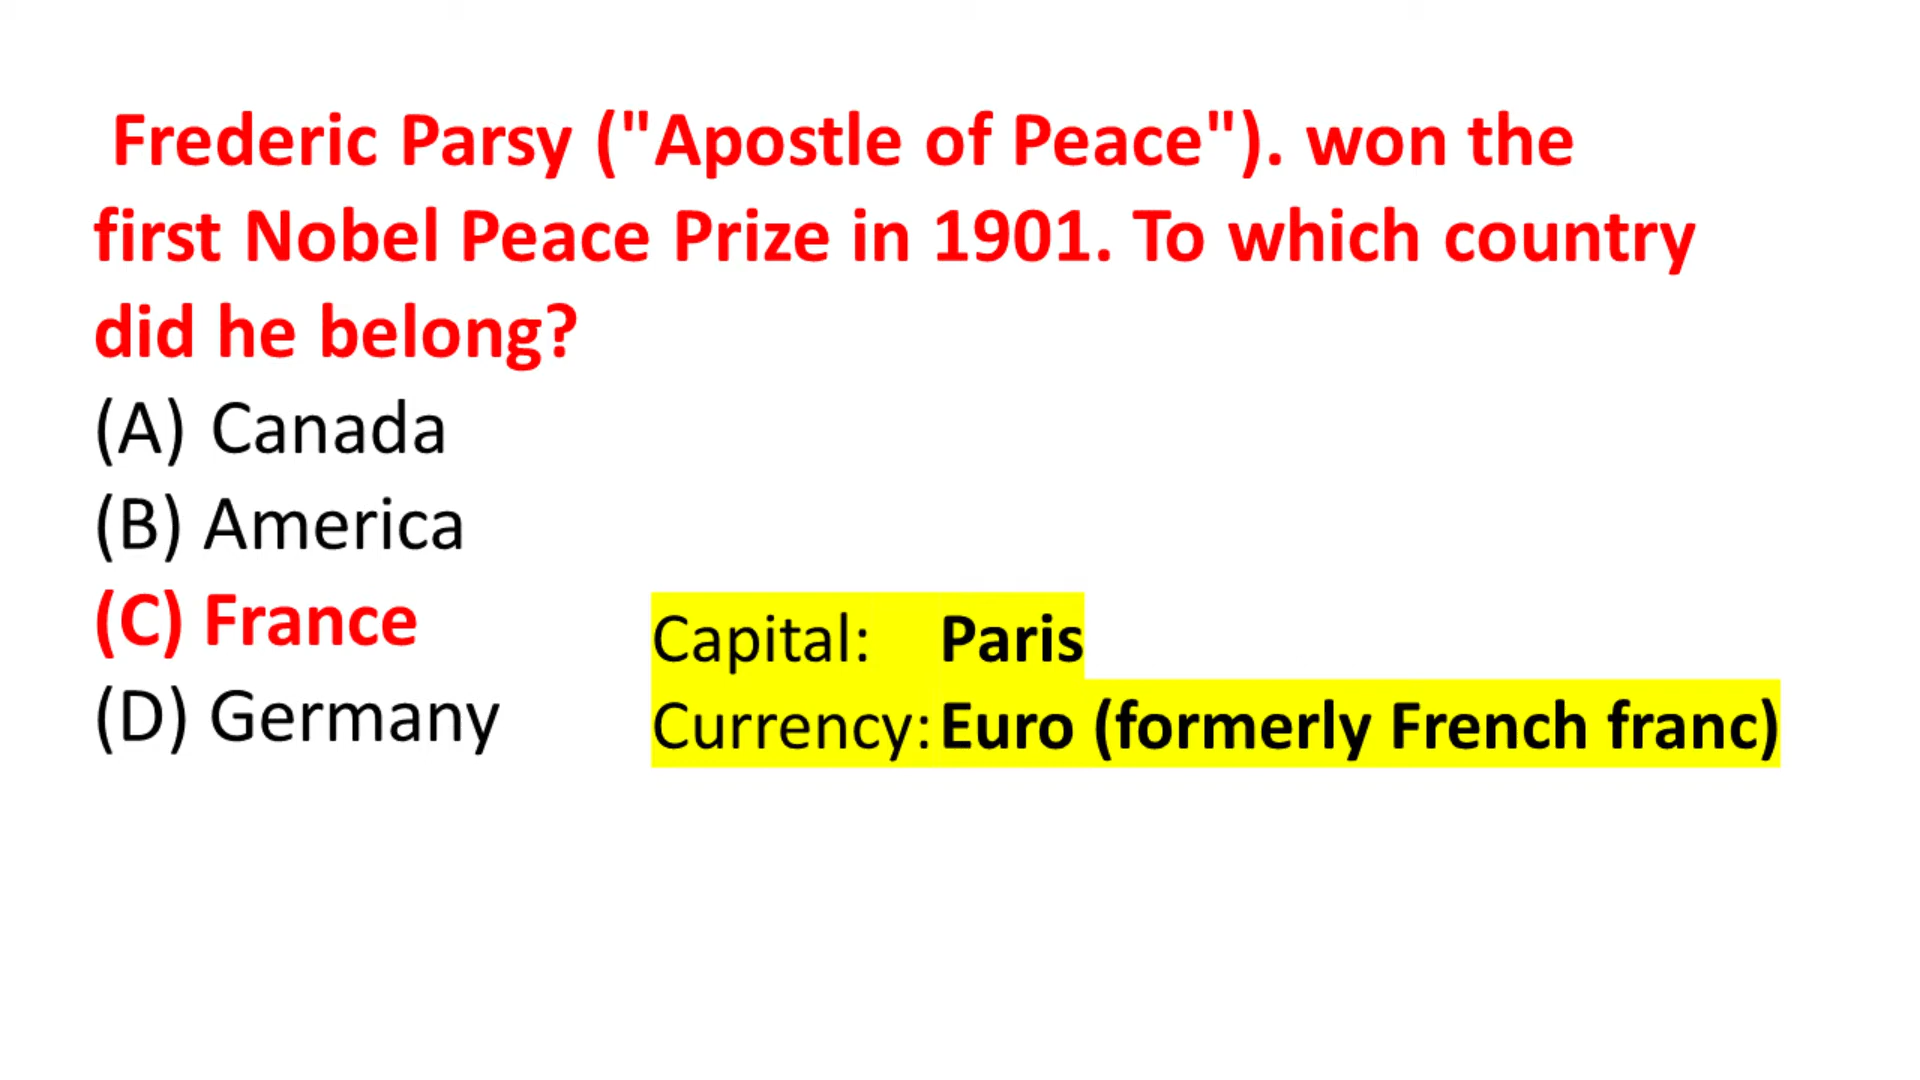 Frederic Parsy ("Apostle of Peace"). won the
first Nobel Peace Prize in 1901. To which country
did he belong?
(A) Canada
(B) America
(C) France
(D) Germany
Capital: Paris
Currency: Euro (formerly French franc)